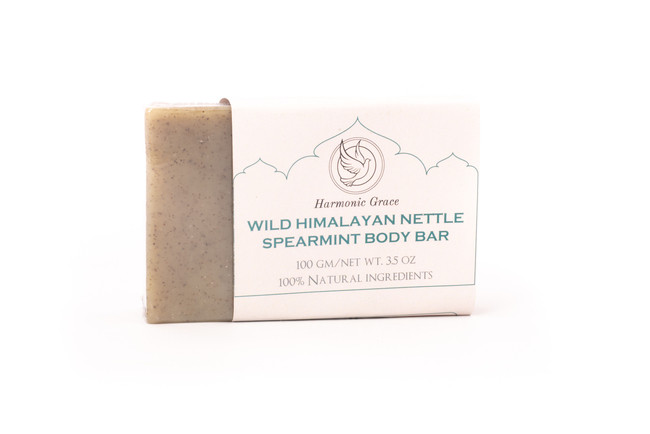 Harmonic Grace
WILD HIMALAYAN NETTLE
SPEARMINT BODY BAR
100 GM/NET WT. 3.5 OZ
100% NATURAL INGREDIENTS